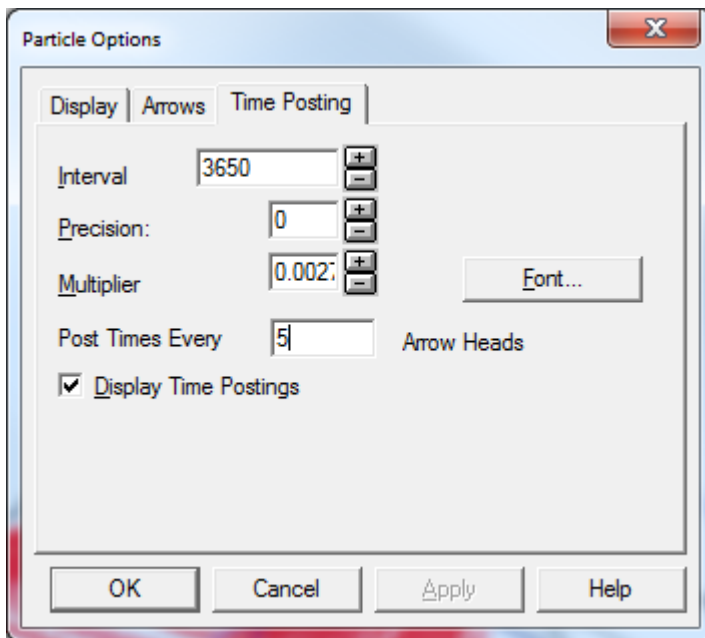 Particle Options
Display Arrows Time Posting
Interval 3650
Precision: 0
Multiplier 0.0027
Font...
Post Times Every 5 Arrow Heads
Display Time Postings
OK Cancel Apply Help